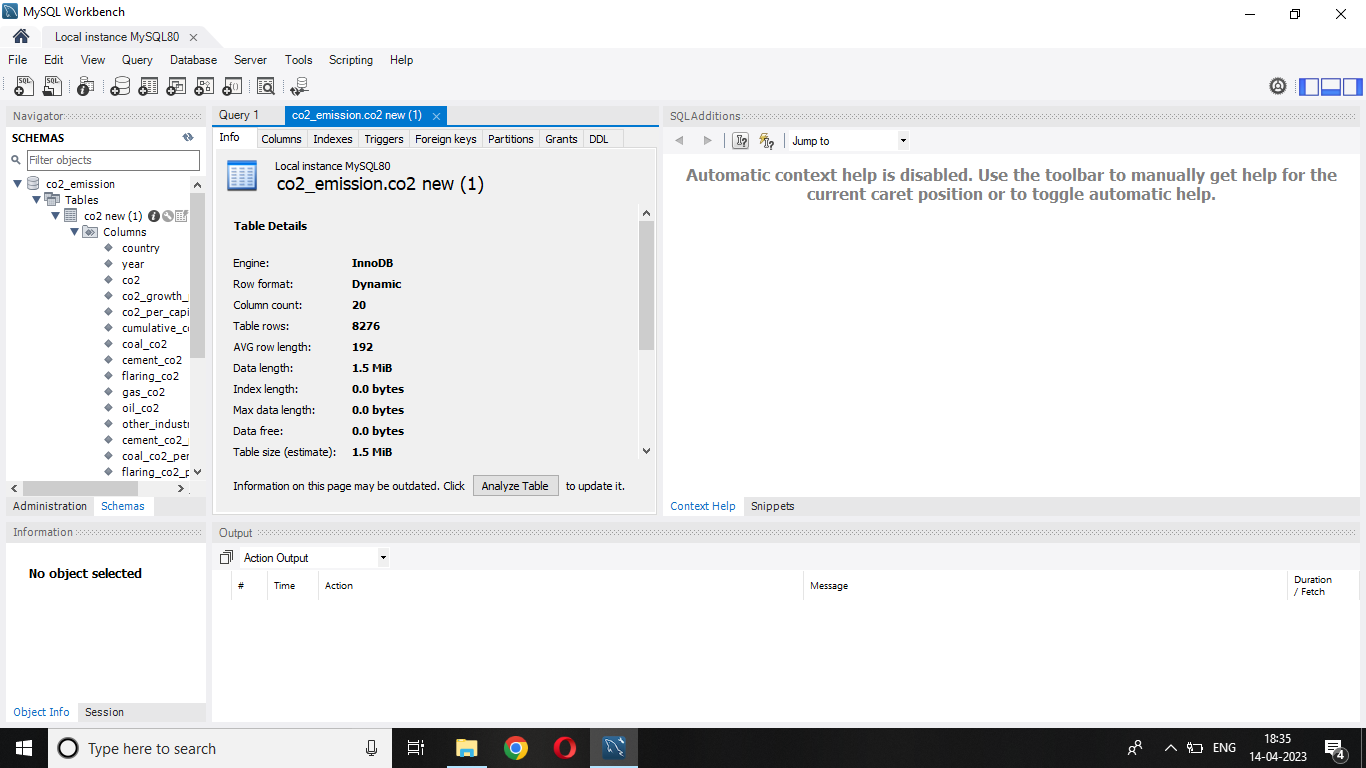 MySQL Workbench
Local instance MySQL80
File Edit View Query Database Server Tools Scripting Help
Navigator
SCHEMAS
Filter objects
co2_emission
Tables
co2 new (1)
Columns
country
year
co2
co2_growth_
co2_per_capi
cumulative_c
coal_co2
cement_co2
flaring_co2
gas_co2
oil_co2
other_industr
cement_co2_
coal_co2_per
flaring_co2_p
Administration Schemas
Query 1 co2_emission.co2 new (1)
Info Columns Indexes Triggers Foreign keys Partitions Grants DDL
Local instance MySQL80
co2_emission.co2 new (1)
Table Details
Engine: InnoDB
Row format: Dynamic
Column count: 20
Table rows: 8276
AVG row length: 192
Data length: 1.5 MiB
Index length: 0.0 bytes
Max data length: 0.0 bytes
Data free: 0.0 bytes
Table size (estimate): 1.5 MiB
Information on this page may be outdated. Click Analyze Table to update it.
SQLAdditions
Jump to
Automatic context help is disabled. Use the toolbar to manually get help for the
current caret position or to toggle automatic help.
Context Help Snippets
Information
No object selected
Object Info Session
Output
Action Output
# Time Action Message Duration
/ Fetch
Type here to search
ENG
18:35
14-04-2023
4